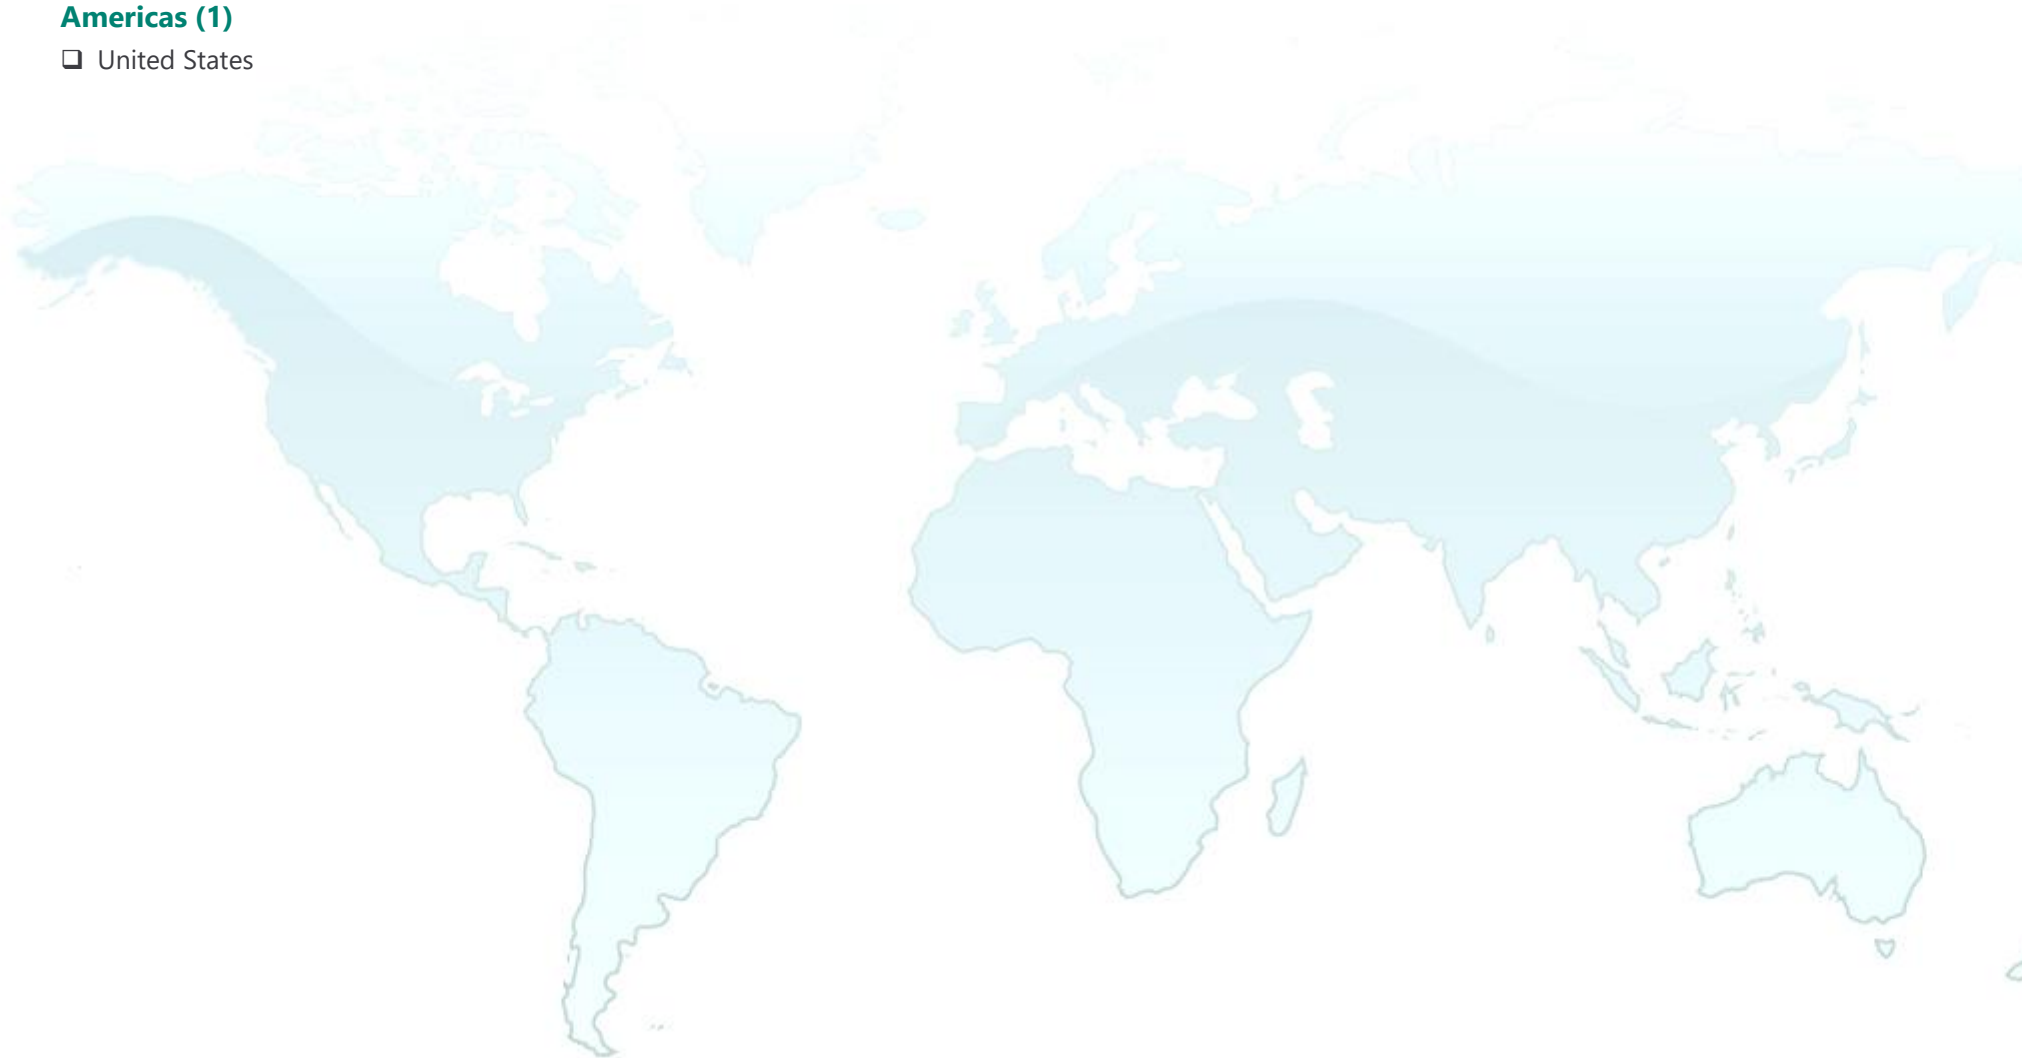 Americas (1)
❑ United States